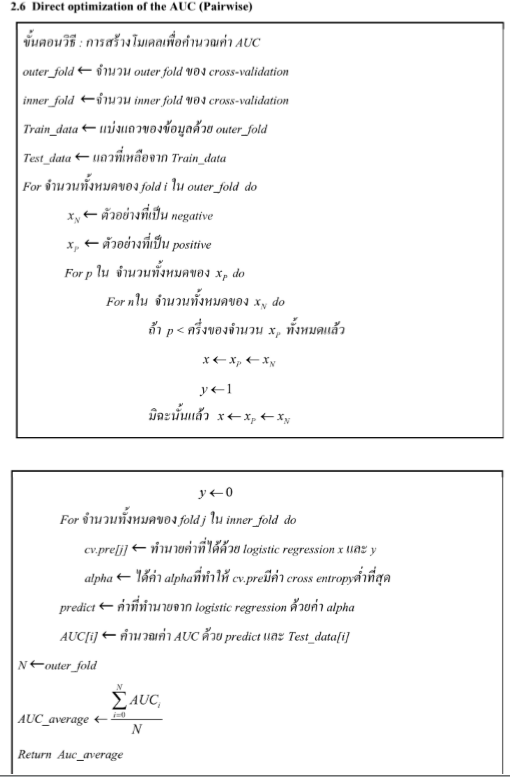 2.6 Direct optimization of the AUC (Pairwise)
ขั้นตอนวิธี : การสร้างโมเดลเพื่อคำนวณค่า AUC
outer_fold ← จำนวน outer fold ของ cross-validation
inner_fold ← จำนวน inner fold ของ cross-validation
Train_data ← แบ่งแถวของข้อมูลด้วย outer_fold
Test_data ← แถวที่เหลือจาก Train_data
For จำนวนทั้งหมดของ fold i ใน outer_fold do
x_N ← ตัวอย่างที่เป็น negative
x_P ← ตัวอย่างที่เป็น positive
For p ใน จำนวนทั้งหมดของ x_P do
For n ใน จำนวนทั้งหมดของ x_N do
ถ้า p < ครึ่งของจำนวน x_P ทั้งหมดแล้ว
x ← x_P ← x_N
y ← 1
มิฉะนั้นแล้ว x ← x_P ← x_N
y ← 0
For จำนวนทั้งหมดของ fold j ใน inner_fold do
cv.pre[j] ← ทำนายค่าที่ได้ด้วย logistic regression x และ y
alpha ← ได้ค่า alphaที่ทำให้ cv.preมีค่า cross entropyต่ำที่สุด
predict ← ค่าที่ทำนายจาก logistic regression ด้วยค่า alpha
AUC[i] ← คำนวณค่า AUC ด้วย predict และ Test_data[i]
N ← outer_fold
AUC_average ← \frac{\sum_{i=0}^{N} AUC_i}{N}
Return Auc_average